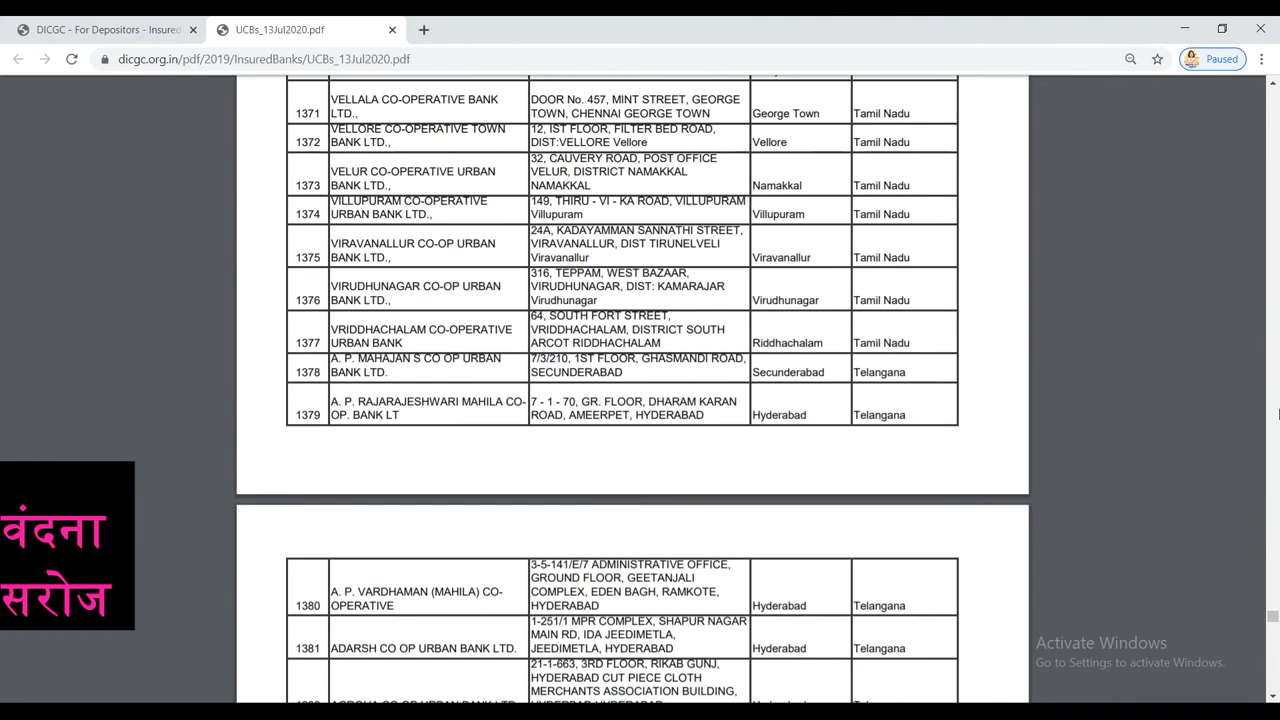 DICGC - For Depositors - Insured
UCBs_13Jul2020.pdf
dicgc.org.in/pdf/2019/InsuredBanks/UCBs_13Jul2020.pdf
Paused
1371 VELLALA CO-OPERATIVE BANK LTD., DOOR No. 457, MINT STREET, GEORGE TOWN, CHENNAI GEORGE TOWN George Town Tamil Nadu
1372 VELLORE CO-OPERATIVE TOWN BANK LTD., 12, IST FLOOR, FILTER BED ROAD, DIST:VELLORE Vellore Vellore Tamil Nadu
1373 VELUR CO-OPERATIVE URBAN BANK LTD., 32, CAUVERY ROAD, POST OFFICE VELUR, DISTRICT NAMAKKAL NAMAKKAL Namakkal Tamil Nadu
1374 VILLUPURAM CO-OPERATIVE URBAN BANK LTD., 149, THIRU - VI - KA ROAD, VILLUPURAM Villupuram Villupuram Tamil Nadu
1375 VIRAVANALLUR CO-OP URBAN BANK LTD., 24A, KADAYAMMAN SANNATHI STREET, VIRAVANALLUR, DIST TIRUNELVELI Viravanallur Viravanallur Tamil Nadu
1376 VIRUDHUNAGAR CO-OP URBAN BANK LTD., 316, TEPPAM, WEST BAZAAR, VIRUDHUNAGAR, DIST: KAMARAJAR Virudhunagar Virudhunagar Tamil Nadu
1377 VRIDDHACHALAM CO-OPERATIVE URBAN BANK 64, SOUTH FORT STREET, VRIDDHACHALAM, DISTRICT SOUTH ARCOT RIDDHACHALAM Riddhachalam Tamil Nadu
1378 A. P. MAHAJAN S CO OP URBAN BANK LTD. 7/3/210, 1ST FLOOR, GHASMANDI ROAD, SECUNDERABAD Secunderabad Telangana
1379 A. P. RAJARAJESHWARI MAHILA CO-OP. BANK LT 7 - 1 - 70, GR. FLOOR, DHARAM KARAN ROAD, AMEERPET, HYDERABAD Hyderabad Telangana
वंदना
सरोज
1380 A. P. VARDHAMAN (MAHILA) CO-OPERATIVE 3-5-141/E/7 ADMINISTRATIVE OFFICE, GROUND FLOOR, GEETANJALI COMPLEX, EDEN BAGH, RAMKOTE, HYDERABAD Hyderabad Telangana
1381 ADARSH CO OP URBAN BANK LTD. 1-251/1 MPR COMPLEX, SHAPUR NAGAR MAIN RD, IDA JEEDIMETLA, JEEDIMETLA, HYDERABAD Hyderabad Telangana
21-1-663, 3RD FLOOR, RIKAB GUNJ, HYDERABAD CUT PIECE CLOTH MERCHANTS ASSOCIATION BUILDING,
Activate Windows
Go to Settings to activate Windows.